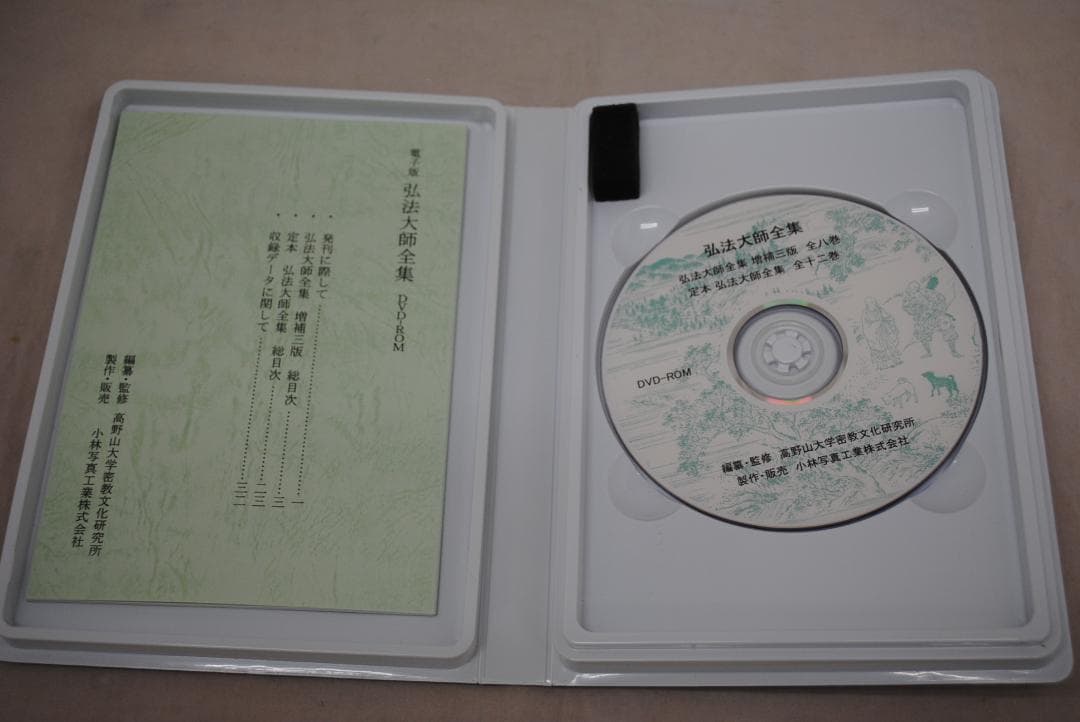 電子版 弘法大師全集 DVD-ROM
・ 発刊に際して………………………一
・ 弘法大師全集 増補三版 総目次……………三
・ 定本 弘法大師全集 総目次……………二三
・ 収録データに関して………………………三二
編纂・監修 高野山大学密教文化研究所
製作・販売 小林写真工業株式会社
弘法大師全集
弘法大師全集 増補三版 全八巻
定本 弘法大師全集 全十二巻
DVD-ROM
編纂・監修 高野山大学密教文化研究所
製作・販売 小林写真工業株式会社